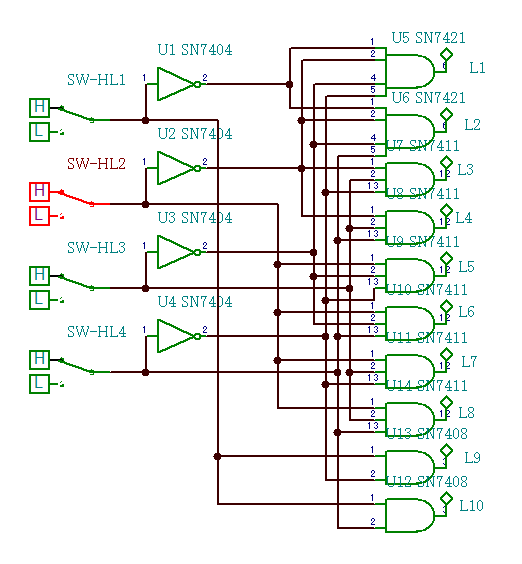 U1 SN7404
U5 SN7421
SW-HL1
1 2
1
2
4
5
6
L1
H
L
3
U6 SN7421
1
2
4
5
6
L2
U2 SN7404
SW-HL2
1 2
U7 SN7411
1
2
13
12
L3
H
L
3
U8 SN7411
1
2
13
12
L4
U3 SN7404
SW-HL3
1 2
U9 SN7411
1
2
13
12
L5
H
L
3
U10 SN7411
1
2
13
12
L6
U4 SN7404
SW-HL4
1 2
U11 SN7411
1
2
13
12
L7
H
L
3
U14 SN7411
1
2
13
12
L8
U13 SN7408
1
2
3
L9
U12 SN7408
1
2
3
L10